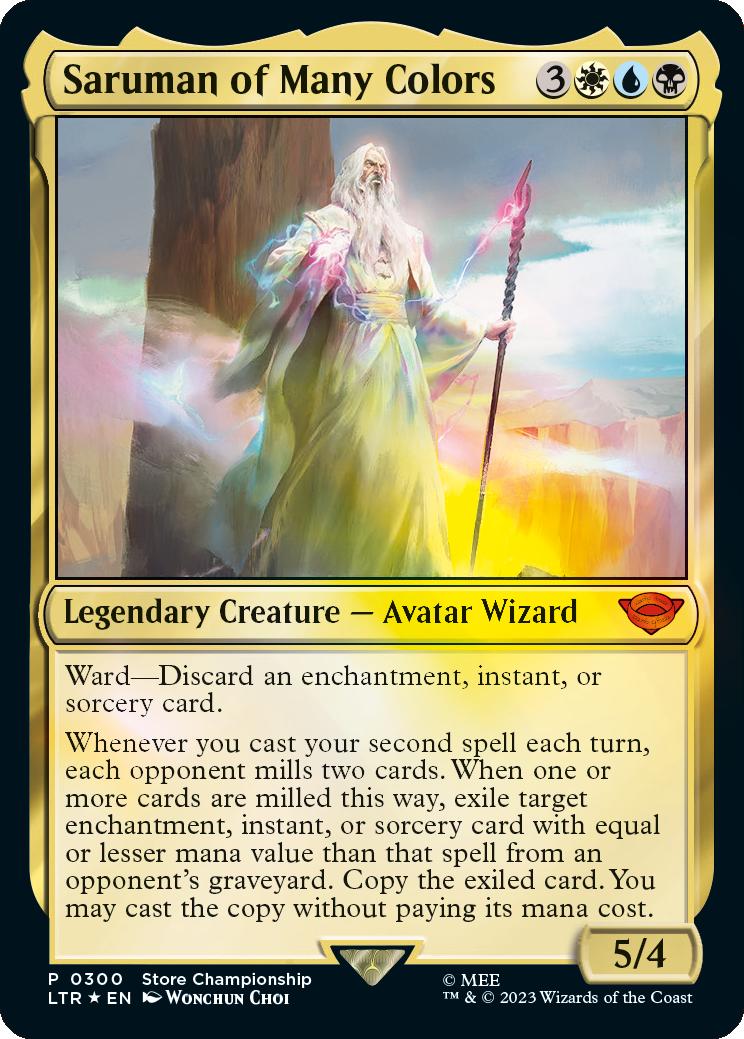 Saruman of Many Colors 3
Legendary Creature — Avatar Wizard
Ward—Discard an enchantment, instant, or
sorcery card.
Whenever you cast your second spell each turn,
each opponent mills two cards. When one or
more cards are milled this way, exile target
enchantment, instant, or sorcery card with equal
or lesser mana value than that spell from an
opponent's graveyard. Copy the exiled card. You
may cast the copy without paying its mana cost.
5/4
P 0300 Store Championship
LTR ★ EN Wonchun Choi
© MEE
™ & © 2023 Wizards of the Coast